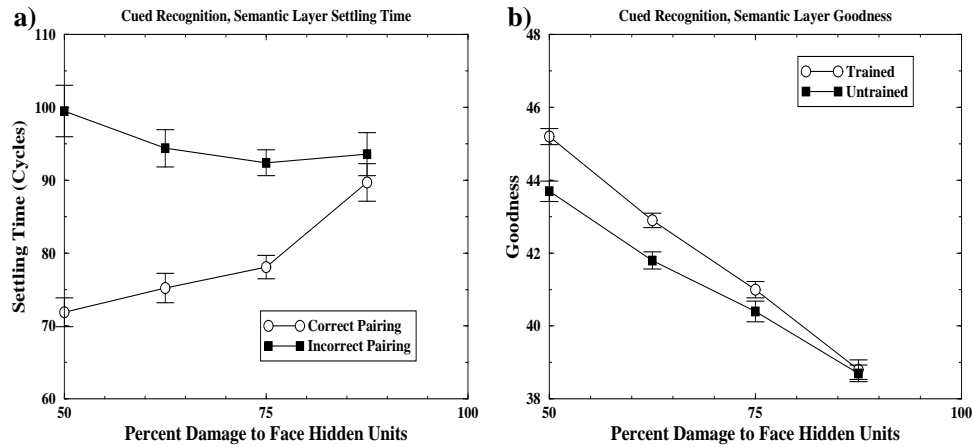 a)
Cued Recognition, Semantic Layer Settling Time
110
100
90
80
70
60
Settling Time (Cycles)
Correct Pairing
Incorrect Pairing
50
75
100
Percent Damage to Face Hidden Units
b)
Cued Recognition, Semantic Layer Goodness
48
46
44
42
40
38
Goodness
Trained
Untrained
50
75
100
Percent Damage to Face Hidden Units